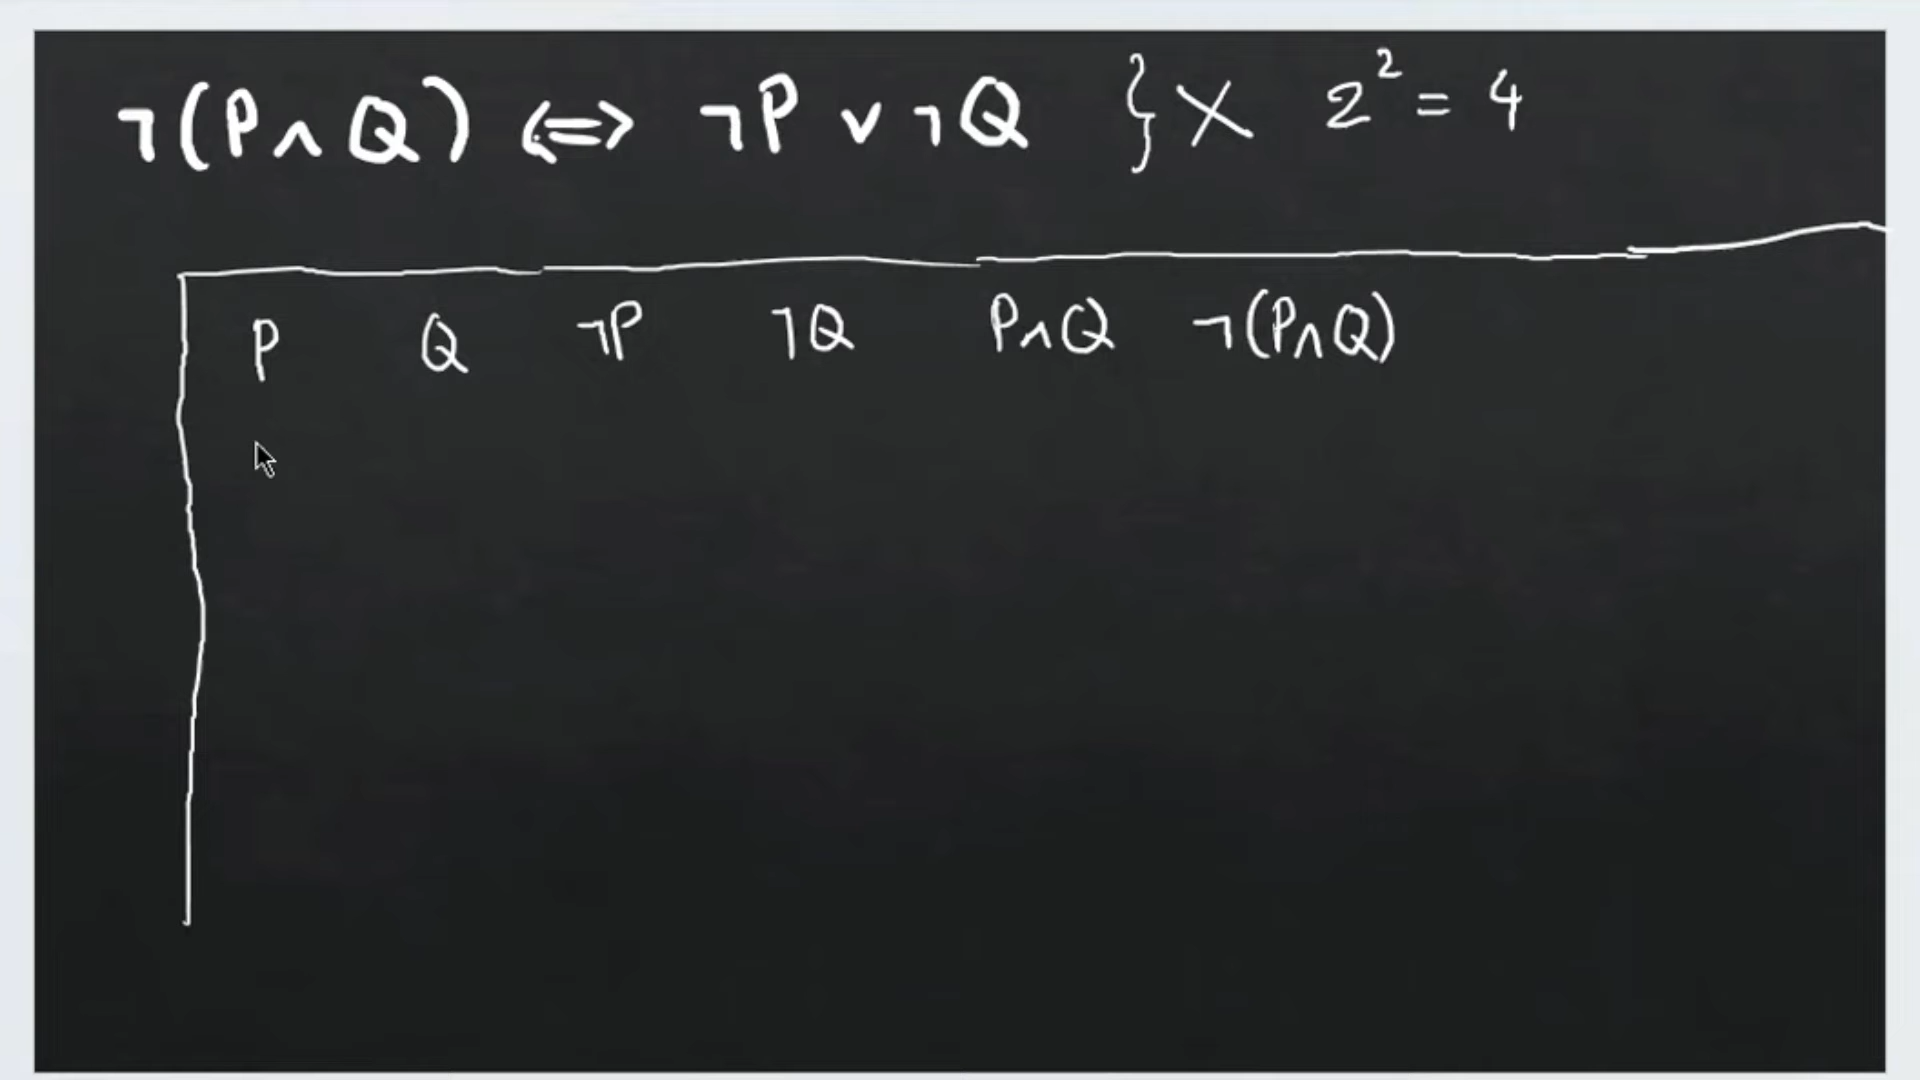 ¬(P∧Q) ⇔ ¬P ∨ ¬Q } X 2² = 4
P Q ¬P ¬Q P∧Q ¬(P∧Q)